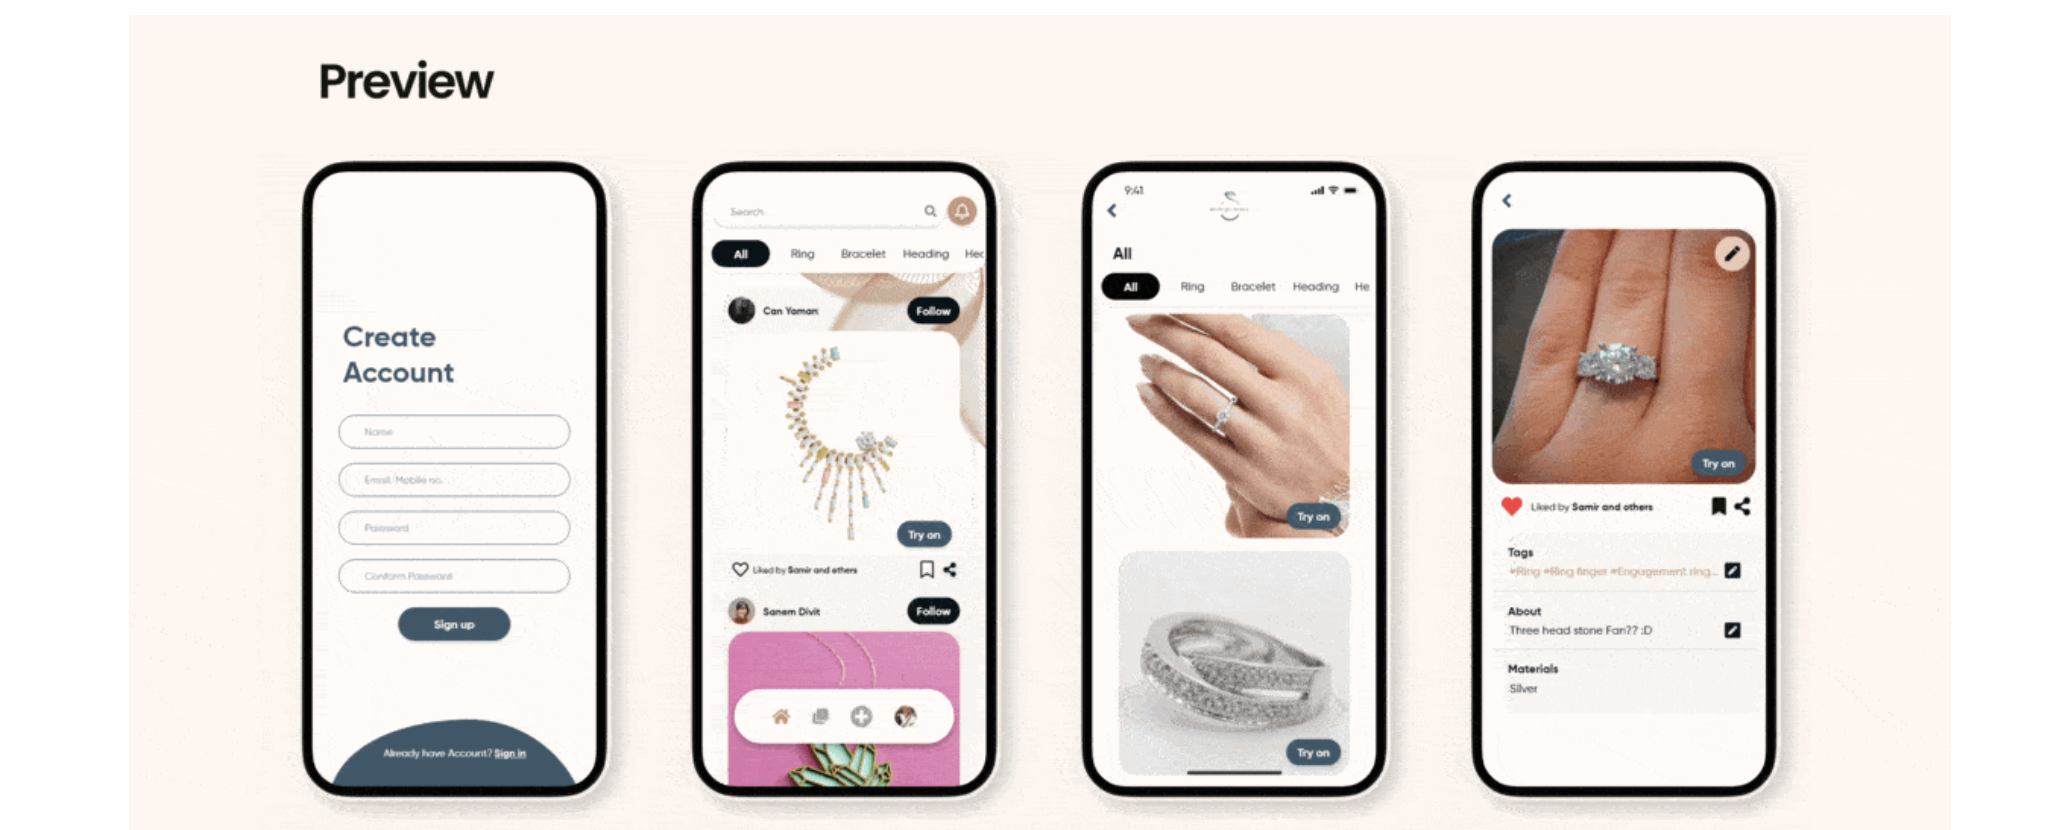 Preview
Create
Account
Name
Email/Mobile no.
Password
Confirm Password
Sign up
Already have Account? Sign in
Search
All Ring Bracelet Heading Hec
Can Yaman Follow
Try on
Liked by Samir and others
Sanem Divit Follow
9:41
All
All Ring Bracelet Heading He
Try on
Try on
Try on
Liked by Samir and others
Tags
#Ring #Ring finger #Engagement ring...
About
Three head stone Fan?? :D
Materials
Silver